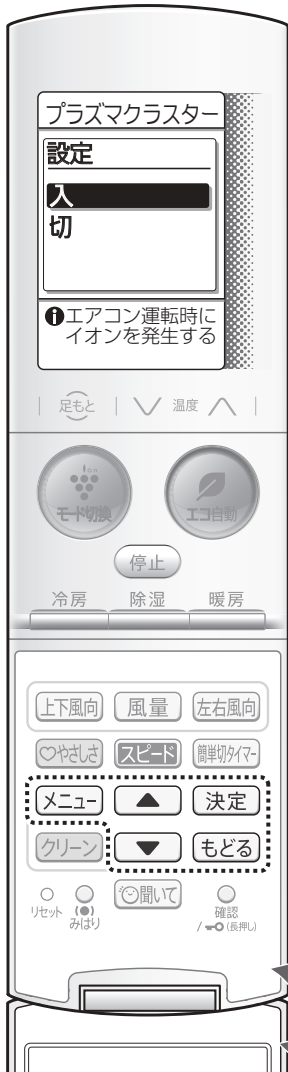 プラズマクラスター
設定
入
切
❶エアコン運転時に
イオンを発生する
足もと 温度
ion
モード切換 エコ自動
停止
冷房 除湿 暖房
上下風向 風量 左右風向
♡やさしさ スピード 簡単切タイマー
メニュー ▲ 決定
クリーン ▼ もどる
聞いて
リセット みはり 確認
/ (長押し)